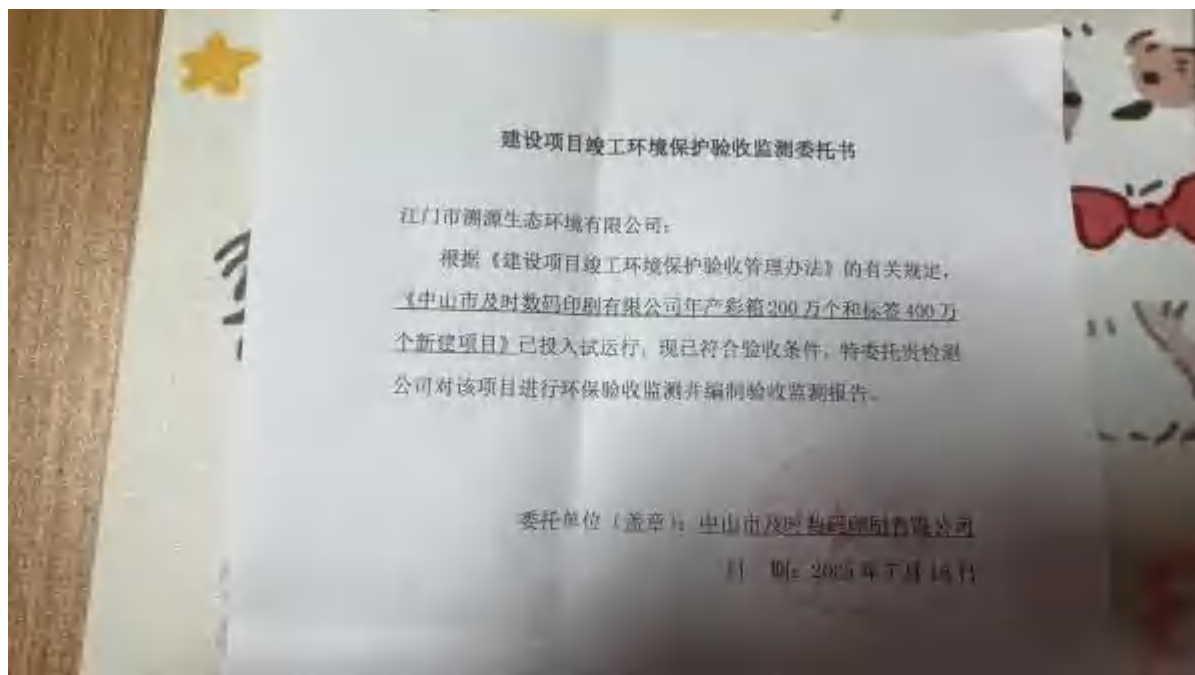 建设项目竣工环境保护验收监测委托书
江门市溯源生态环境有限公司：
根据《建设项目竣工环境保护验收管理办法》的有关规定，
《中山市及时数码印刷有限公司年产彩箱200万个和标签400万
个新建项目》已投入试运行，现已符合验收条件，特委托贵检测
公司对该项目进行环保验收监测并编制验收监测报告。
委托单位（盖章）：中山市及时数码印刷有限公司
日 期：2025年7月16日